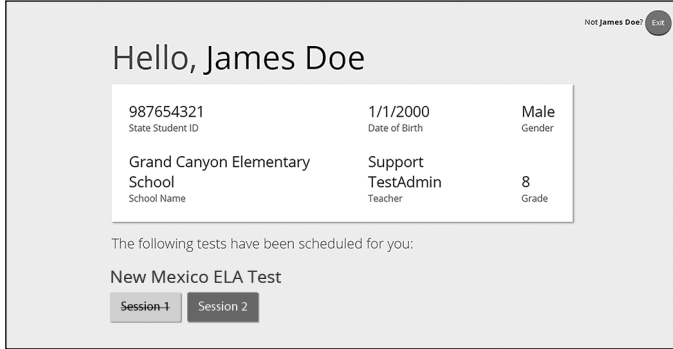 Not James Doe? Exit
Hello, James Doe
987654321 1/1/2000 Male
State Student ID Date of Birth Gender
Grand Canyon Elementary Support
School TestAdmin 8
School Name Teacher Grade
The following tests have been scheduled for you:
New Mexico ELA Test
Session 1 Session 2